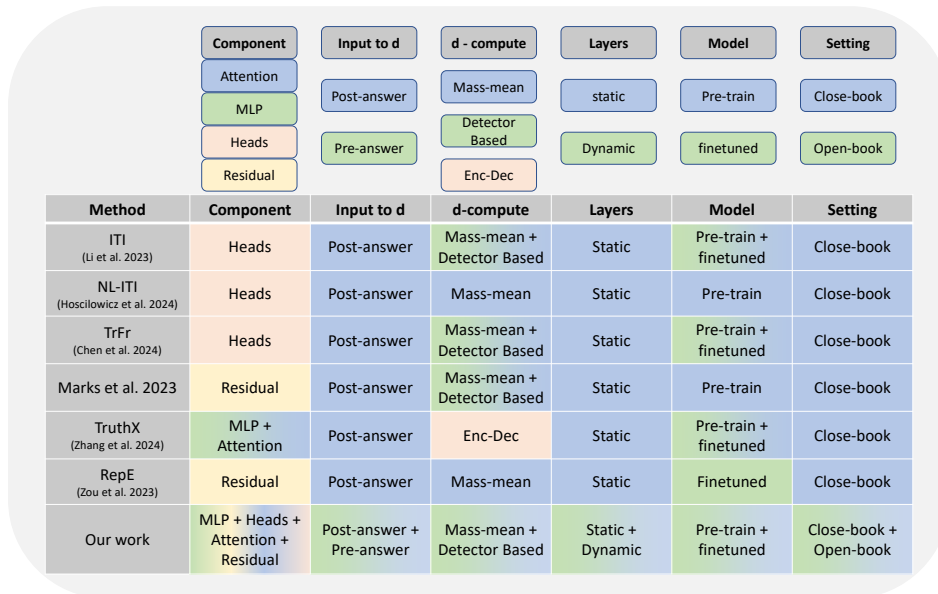 Component
Input to d
d - compute
Layers
Model
Setting
Attention
MLP
Heads
Residual
Post-answer
Pre-answer
Mass-mean
Detector
Based
Enc-Dec
static
Dynamic
Pre-train
finetuned
Close-book
Open-book
Method Component Input to d d-compute Layers Model Setting
ITI
(Li et al. 2023)
Heads
Post-answer
Mass-mean +
Detector Based
Static
Pre-train +
finetuned
Close-book
NL-ITI
(Hoscilowicz et al. 2024)
Heads
Post-answer
Mass-mean
Static
Pre-train
Close-book
TrFr
(Chen et al. 2024)
Heads
Post-answer
Mass-mean +
Detector Based
Static
Pre-train +
finetuned
Close-book
Marks et al. 2023
Residual
Post-answer
Mass-mean +
Detector Based
Static
Pre-train
Close-book
TruthX
(Zhang et al. 2024)
MLP +
Attention
Post-answer
Enc-Dec
Static
Pre-train +
finetuned
Close-book
RepE
(Zou et al. 2023)
Residual
Post-answer
Mass-mean
Static
Finetuned
Close-book
Our work
MLP + Heads +
Attention +
Residual
Post-answer +
Pre-answer
Mass-mean +
Detector Based
Static +
Dynamic
Pre-train +
finetuned
Close-book +
Open-book